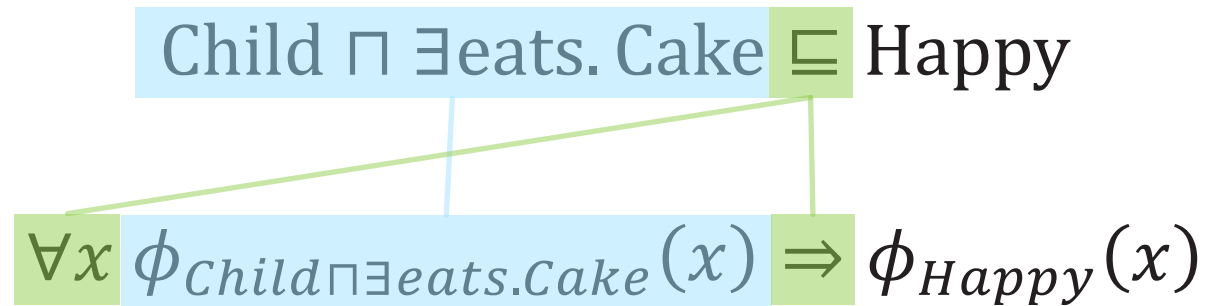 Child ⊓ ∃eats. Cake ⊑ Happy
∀x ϕ_{Child⊓∃eats.Cake}(x) ⇒ ϕ_{Happy}(x)